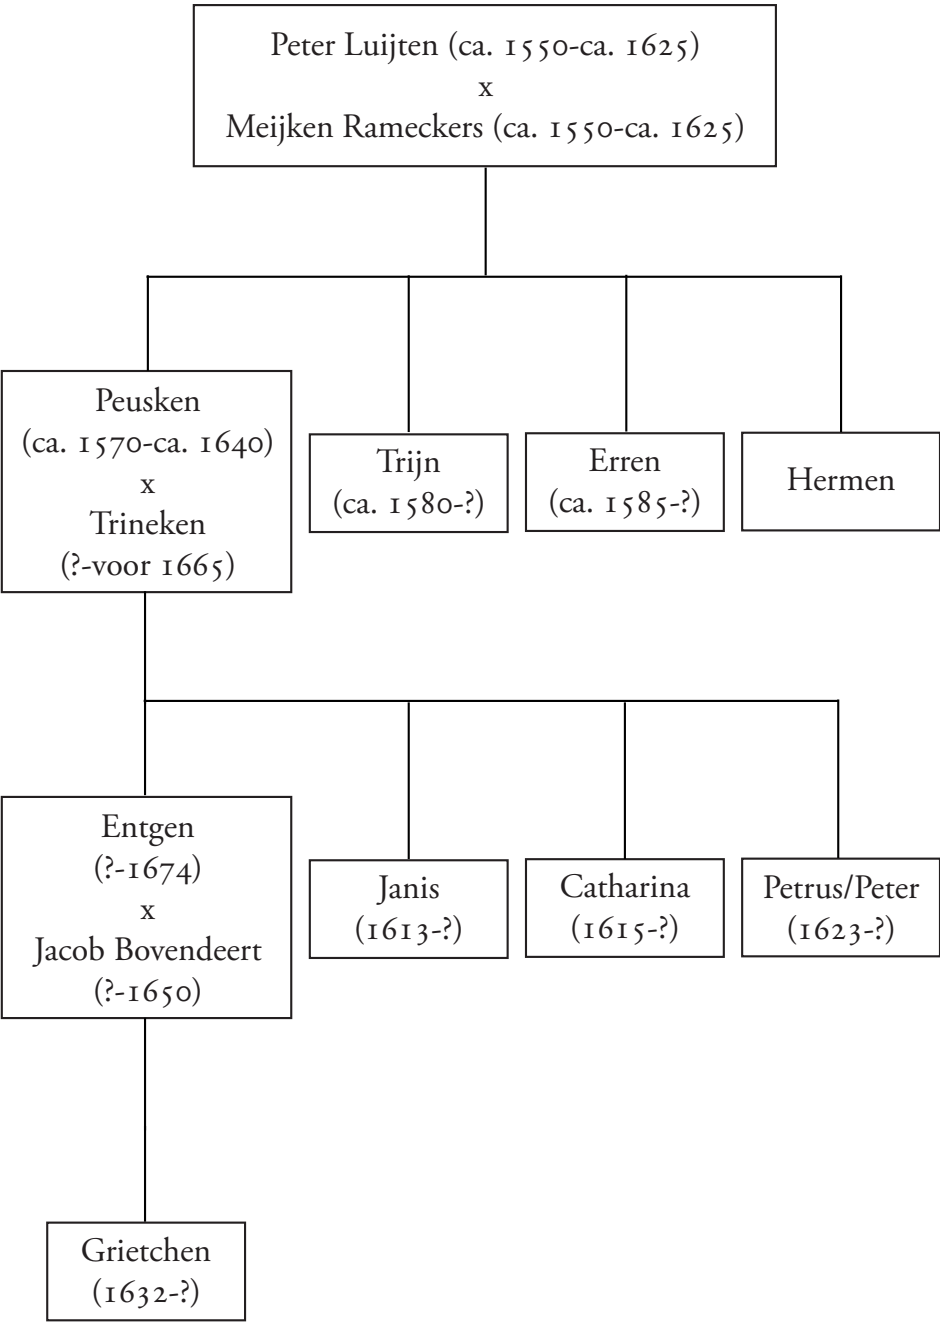 Peter Luijten (ca. 1550-ca. 1625)
x
Meijken Rameckers (ca. 1550-ca. 1625)
Peusken
(ca. 1570-ca. 1640)
x
Trineken
(?-voor 1665)
Trijn
(ca. 1580-?)
Erren
(ca. 1585-?)
Hermen
Entgen
(?-1674)
x
Jacob Bovendeert
(?-1650)
Janis
(1613-?)
Catharina
(1615-?)
Petrus/Peter
(1623-?)
Grietchen
(1632-?)